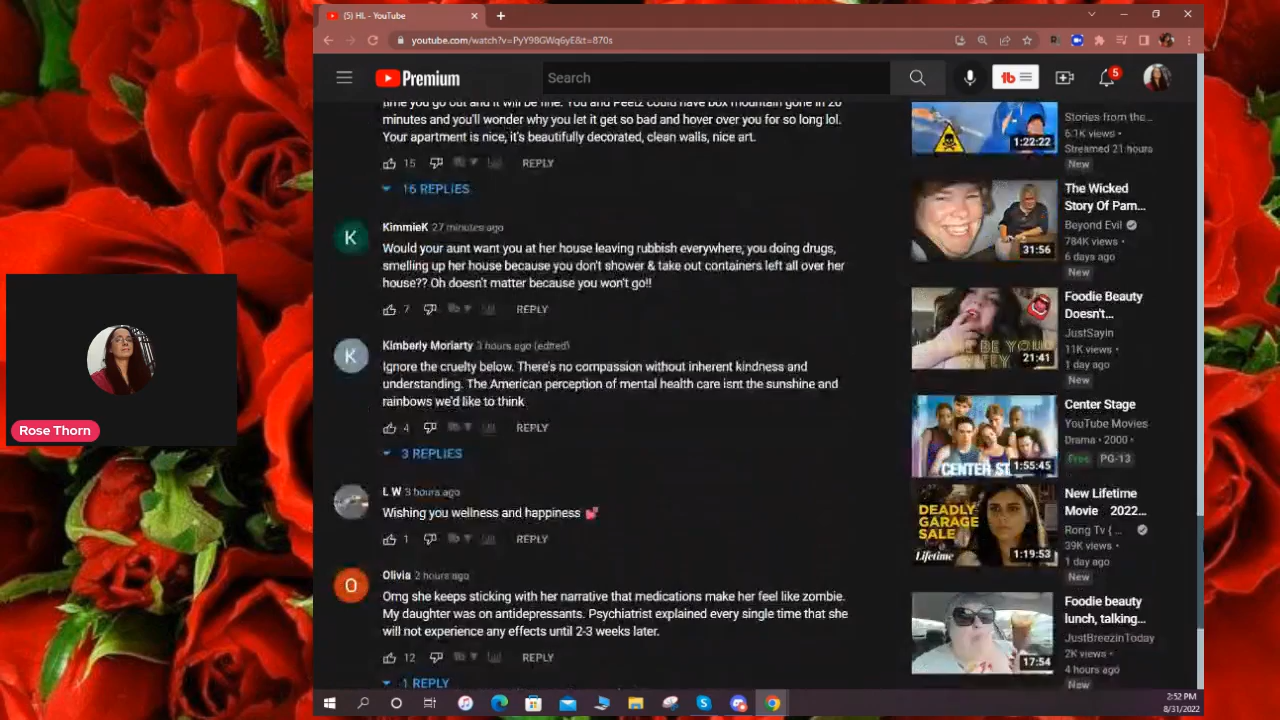 (5) HI. - YouTube
youtube.com/watch?v=PyY98GWq6yE&t=870s
Premium
Search
5
time you go out and it will be fine. You and Peetz could have box mountain gone in 20
minutes and you'll wonder why you let it get so bad and hover over you for so long lol.
Your apartment is nice, it's beautifully decorated, clean walls, nice art.
15 REPLY
16 REPLIES
KimmieK 27 minutes ago
K
Would your aunt want you at her house leaving rubbish everywhere, you doing drugs,
smelling up her house because you don't shower & take out containers left all over her
house?? Oh doesn't matter because you won't go!!
7 REPLY
Kimberly Moriarty 3 hours ago (edited)
K
Ignore the cruelty below. There's no compassion without inherent kindness and
understanding. The American perception of mental health care isnt the sunshine and
rainbows we'd like to think
4 REPLY
3 REPLIES
L W 3 hours ago
Wishing you wellness and happiness
1 REPLY
Olivia 2 hours ago
O
Omg she keeps sticking with her narrative that medications make her feel like zombie.
My daughter was on antidepressants. Psychiatrist explained every single time that she
will not experience any effects until 2-3 weeks later.
12 REPLY
1 REPLY
Stories from the...
6.1K views •
Streamed 21 hours
New
1:22:22
The Wicked
Story Of Pam...
Beyond Evil
784K views •
6 days ago
New
31:56
Foodie Beauty
Doesn't...
JustSayin
11K views •
1 day ago
New
21:41
Center Stage
YouTube Movies
Drama • 2000 •
Free PG-13
CENTER ST
1:55:45
New Lifetime
Movie 2022...
Rong Tv ( ...
39K views •
1 day ago
New
DEADLY
GARAGE
SALE
Lifetime
1:19:53
Foodie beauty
lunch, talking...
JustBreezinToday
2K views •
4 hours ago
New
17:54
Rose Thorn
2:52 PM
8/31/2022